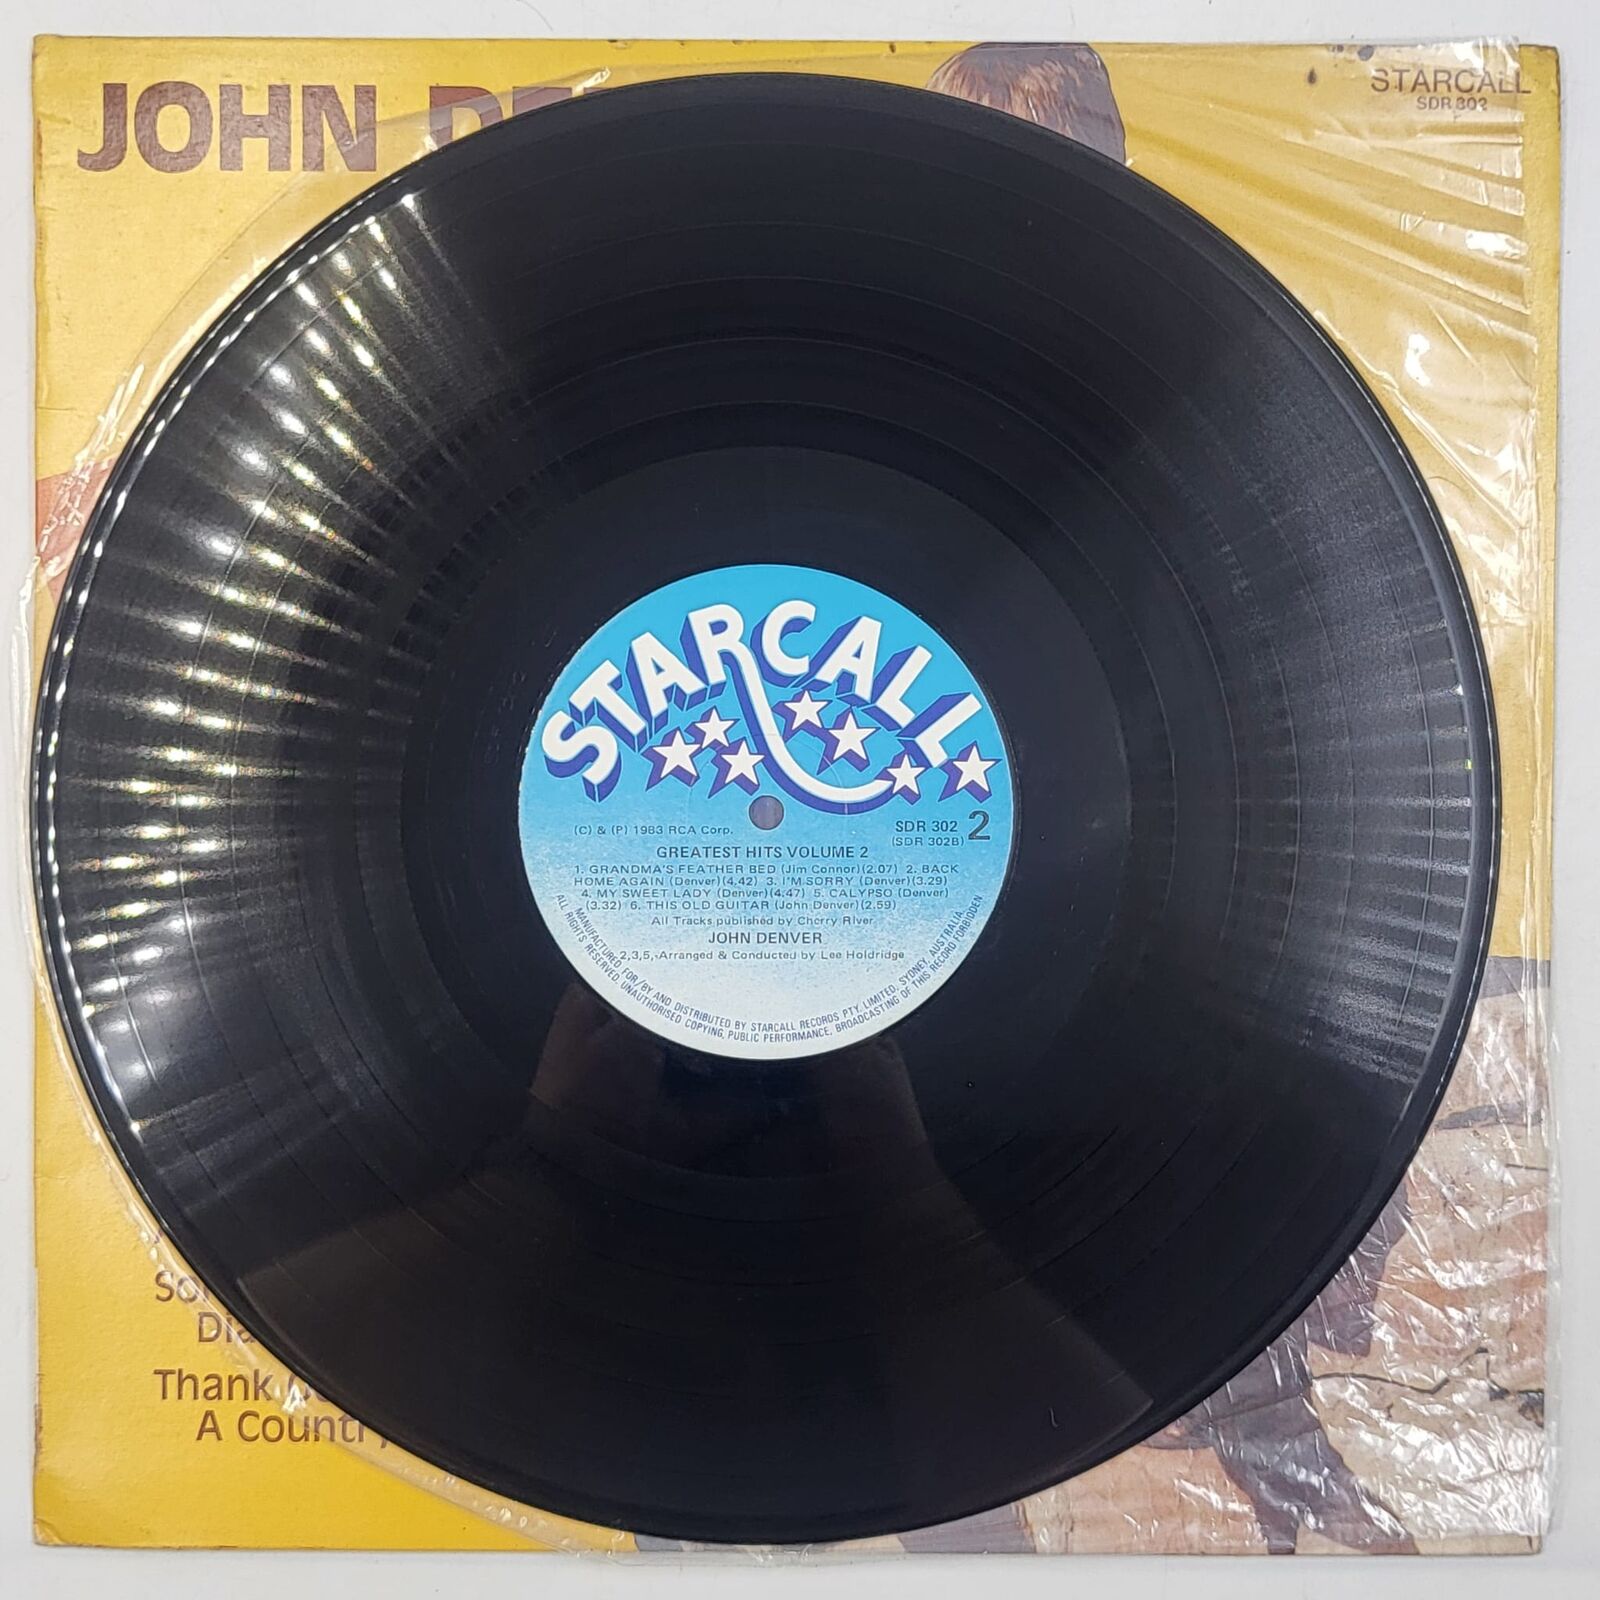 JOHN
STARCALL
SDR 302
STARCALL
(C) & (P) 1983 RCA Corp.
SDR 302 2
(SDR 302B)
GREATEST HITS VOLUME 2
1. GRANDMA'S FEATHER BED (Jim Connor)(2.07) 2. BACK
HOME AGAIN (Denver)(4.42) 3. I'M SORRY (Denver)(3.29)
4. MY SWEET LADY (Denver)(4.47) 5. CALYPSO (Denver)
(3.32) 6. THIS OLD GUITAR (John Denver)(2.59)
All Tracks published by Cherry River
JOHN DENVER
2,3,5, Arranged & Conducted by Lee Holdridge
MANUFACTURED FOR/BY AND DISTRIBUTED BY STARCALL RECORDS PTY. LIMITED, SYDNEY, AUSTRALIA.
ALL RIGHTS RESERVED. UNAUTHORISED COPYING, PUBLIC PERFORMANCE, BROADCASTING OF THIS RECORD FORBIDDEN
Thank
A